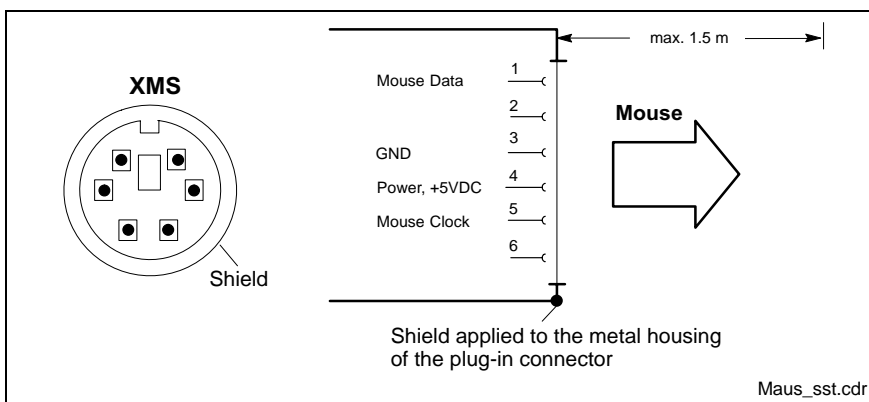 max. 1.5 m
XMS
Shield
Mouse Data 1
2
GND 3
Power, +5VDC 4
Mouse Clock 5
6
Mouse
Shield applied to the metal housing
of the plug-in connector
Maus_sst.cdr